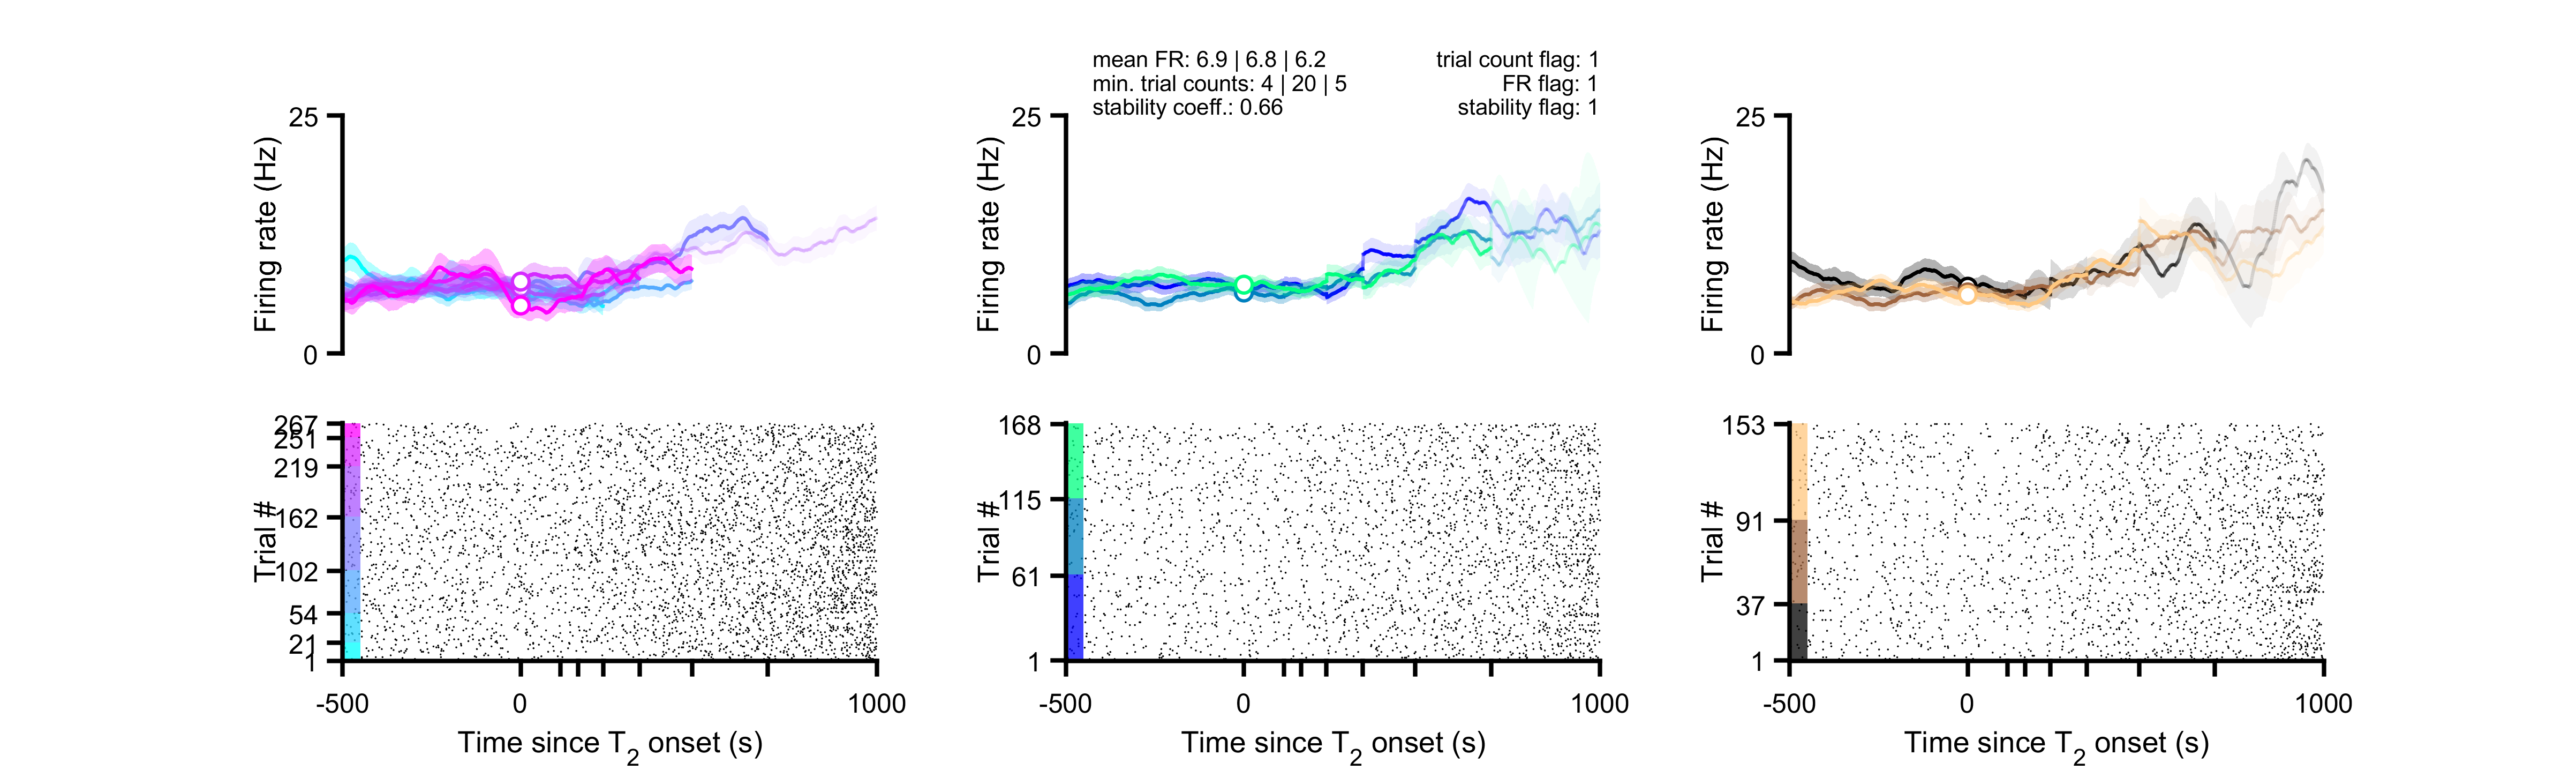 mean FR: 6.9 | 6.8 | 6.2
min. trial counts: 4 | 20 | 5
stability coeff.: 0.66
trial count flag: 1
FR flag: 1
stability flag: 1
25
Firing rate (Hz)
0
25
Firing rate (Hz)
0
25
Firing rate (Hz)
0
267
251
219
162
102
54
21
1
Trial #
-500
0
1000
Time since T2 onset (s)
168
115
61
1
Trial #
-500
0
1000
Time since T2 onset (s)
153
91
37
1
Trial #
-500
0
1000
Time since T2 onset (s)